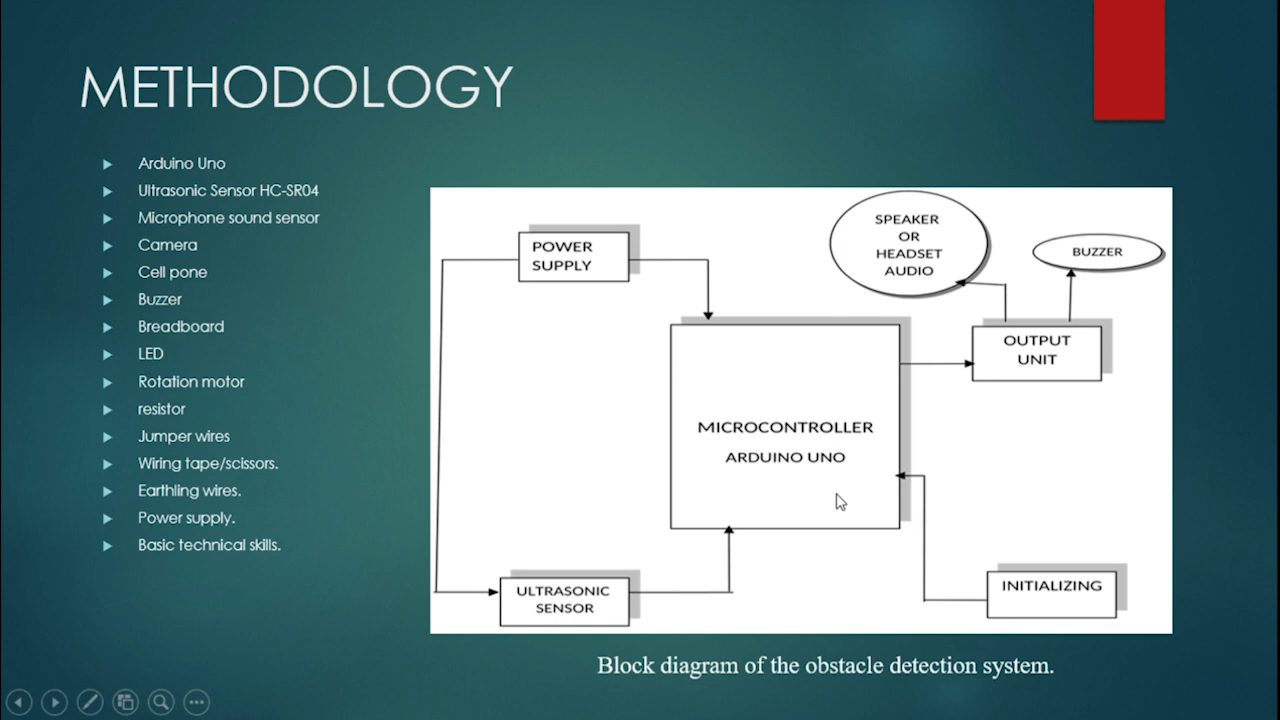 METHODOLOGY
Arduino Uno
Ultrasonic Sensor HC-SR04
Microphone sound sensor
Camera
Cell pone
Buzzer
Breadboard
LED
Rotation motor
resistor
Jumper wires
Wiring tape/scissors.
Earthling wires.
Power supply.
Basic technical skills.
POWER
SUPPLY
SPEAKER
OR
HEADSET
AUDIO
BUZZER
OUTPUT
UNIT
MICROCONTROLLER
ARDUINO UNO
ULTRASONIC
SENSOR
INITIALIZING
Block diagram of the obstacle detection system.